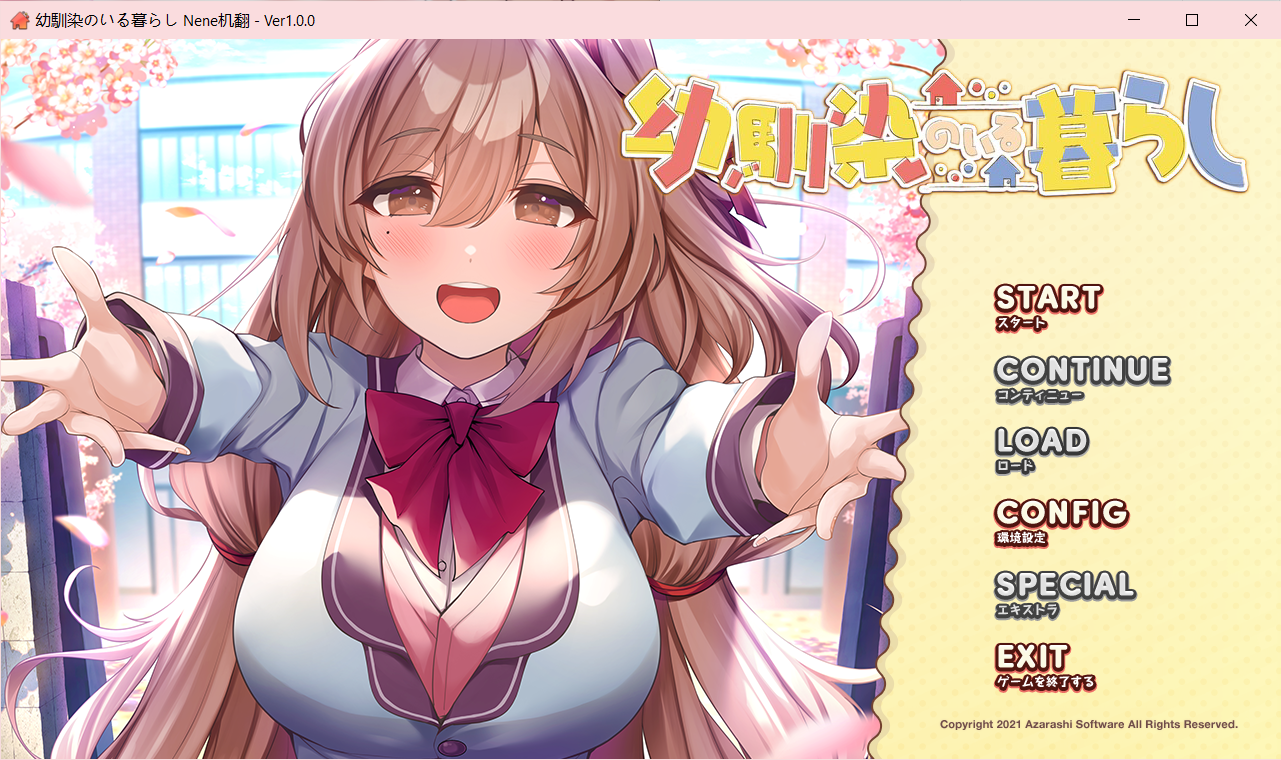 幼馴染のいる暮らし Nene机翻 - Ver1.0.0
幼馴染のいる暮らし
START
スタート
CONTINUE
コンティニュー
LOAD
ロード
CONFIG
環境設定
SPECIAL
エキストラ
EXIT
ゲームを終了する
Copyright 2021 Azarashi Software All Rights Reserved.